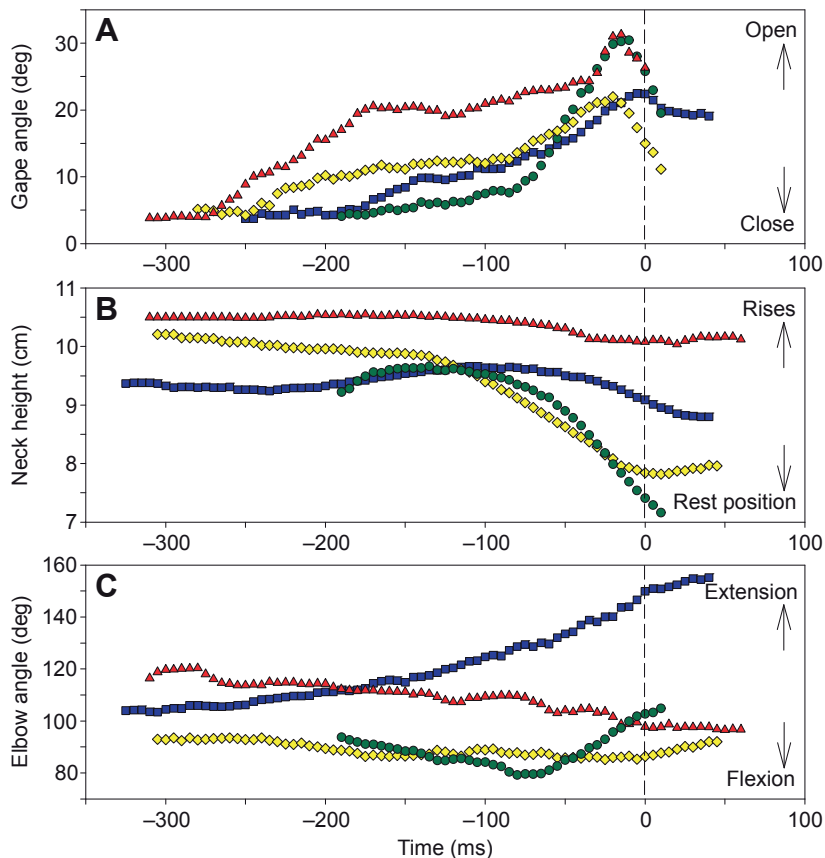 A
Gape angle (deg)
30
20
10
0
Open
Close
–300
–200
–100
0
100
B
Neck height (cm)
11
10
9
8
7
Rises
Rest position
–300
–200
–100
0
100
C
Elbow angle (deg)
160
140
120
100
80
Extension
Flexion
–300
–200
–100
0
100
Time (ms)